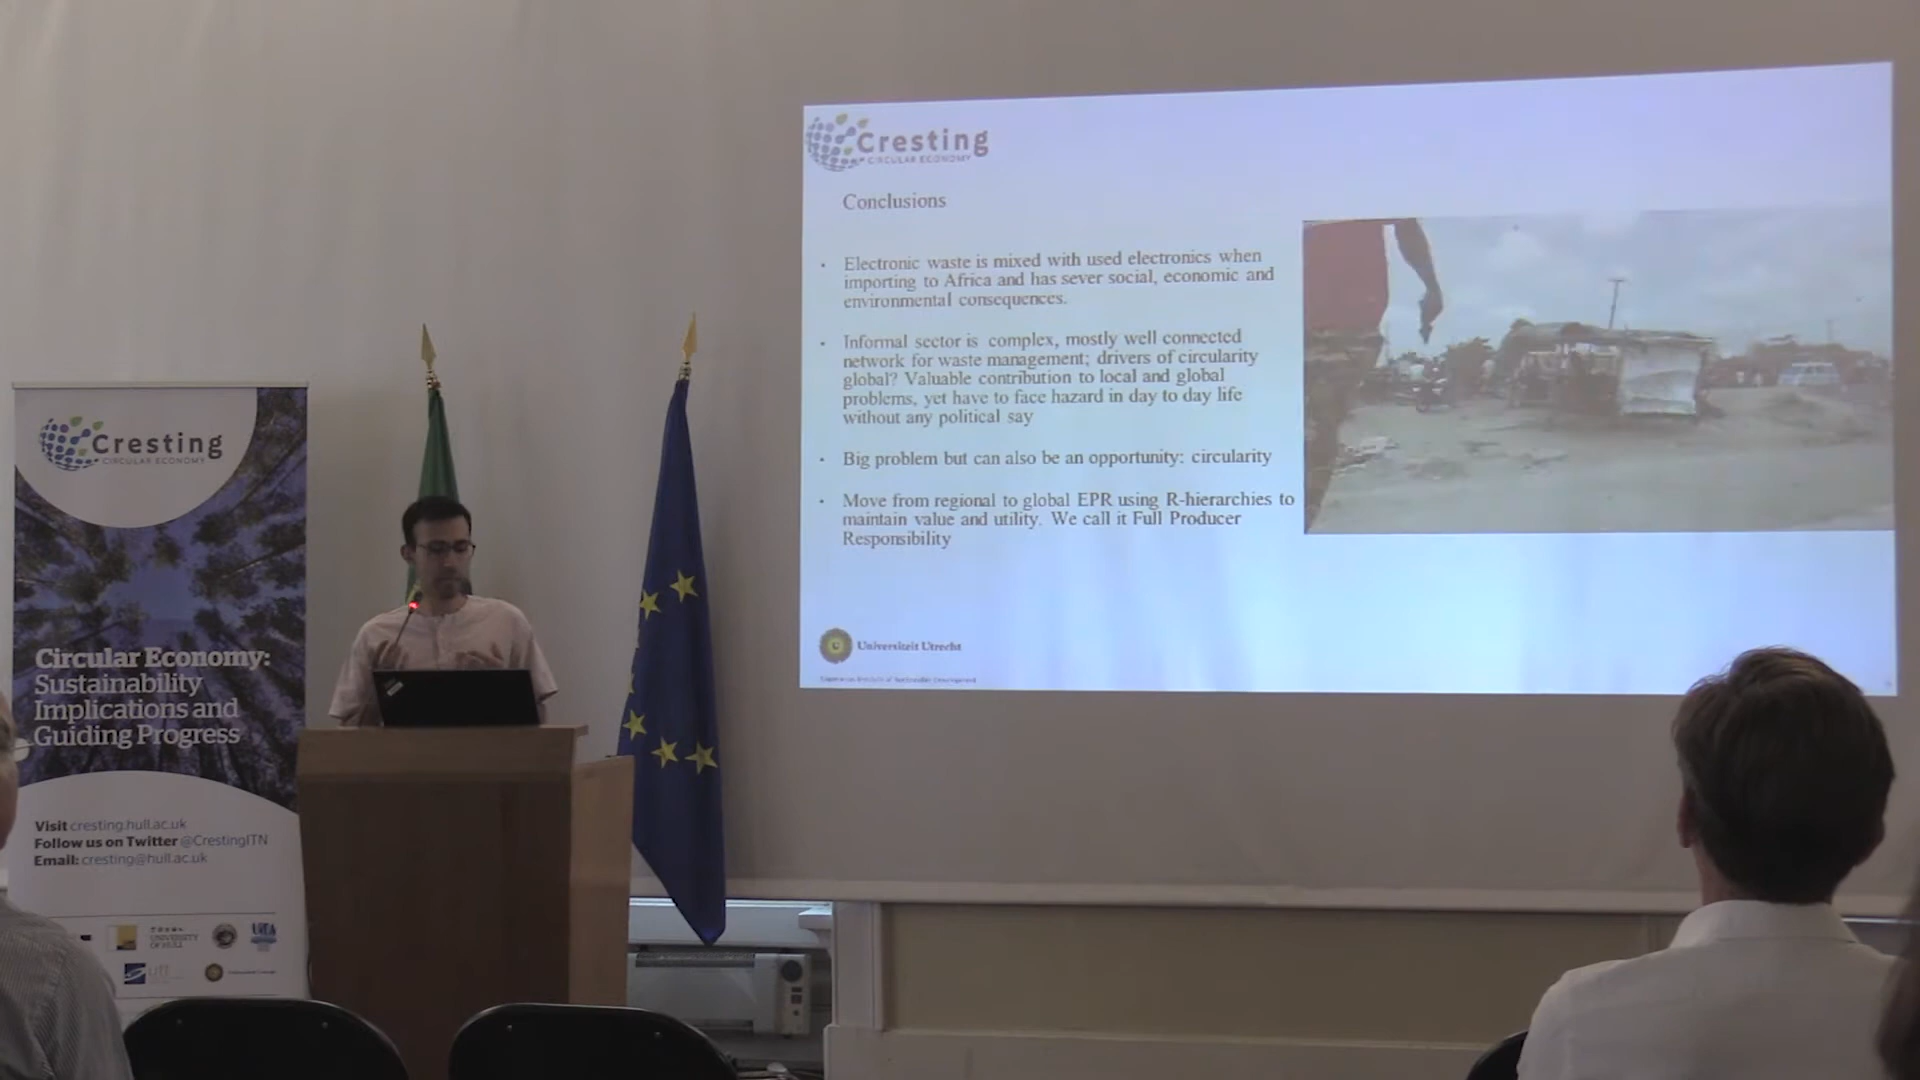 Cresting
CIRCULAR ECONOMY
Conclusions
• Electronic waste is mixed with used electronics when
importing to Africa and has sever social, economic and
environmental consequences.
• Informal sector is complex, mostly well connected
network for waste management; drivers of circularity
global? Valuable contribution to local and global
problems, yet have to face hazard in day to day life
without any political say
• Big problem but can also be an opportunity: circularity
• Move from regional to global EPR using R-hierarchies to
maintain value and utility. We call it Full Producer
Responsibility
Universiteit Utrecht
Cresting
CIRCULAR ECONOMY
Circular Economy:
Sustainability
Implications and
Guiding Progress
Visit cresting.hull.ac.uk
Follow us on Twitter @CrestingITN
Email: cresting@hull.ac.uk
UNIVERSITY
OF HULL